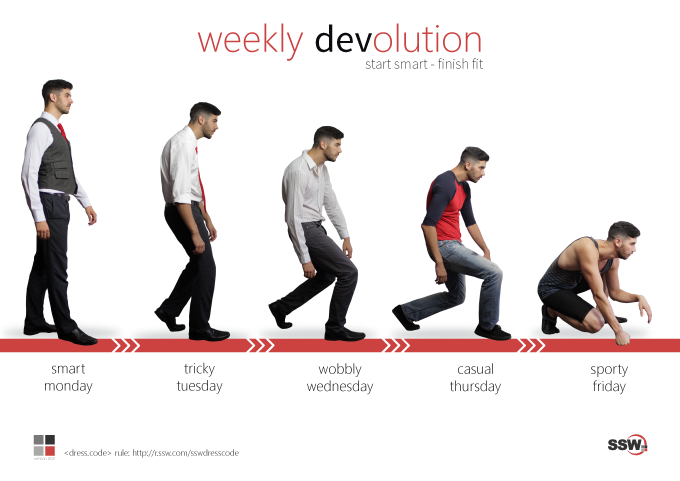 weekly devolution
start smart - finish fit
smart
monday
tricky
tuesday
wobbly
wednesday
casual
thursday
sporty
friday
<dress.code> rule: http://r.ssw.com/sswdresscode
SSW